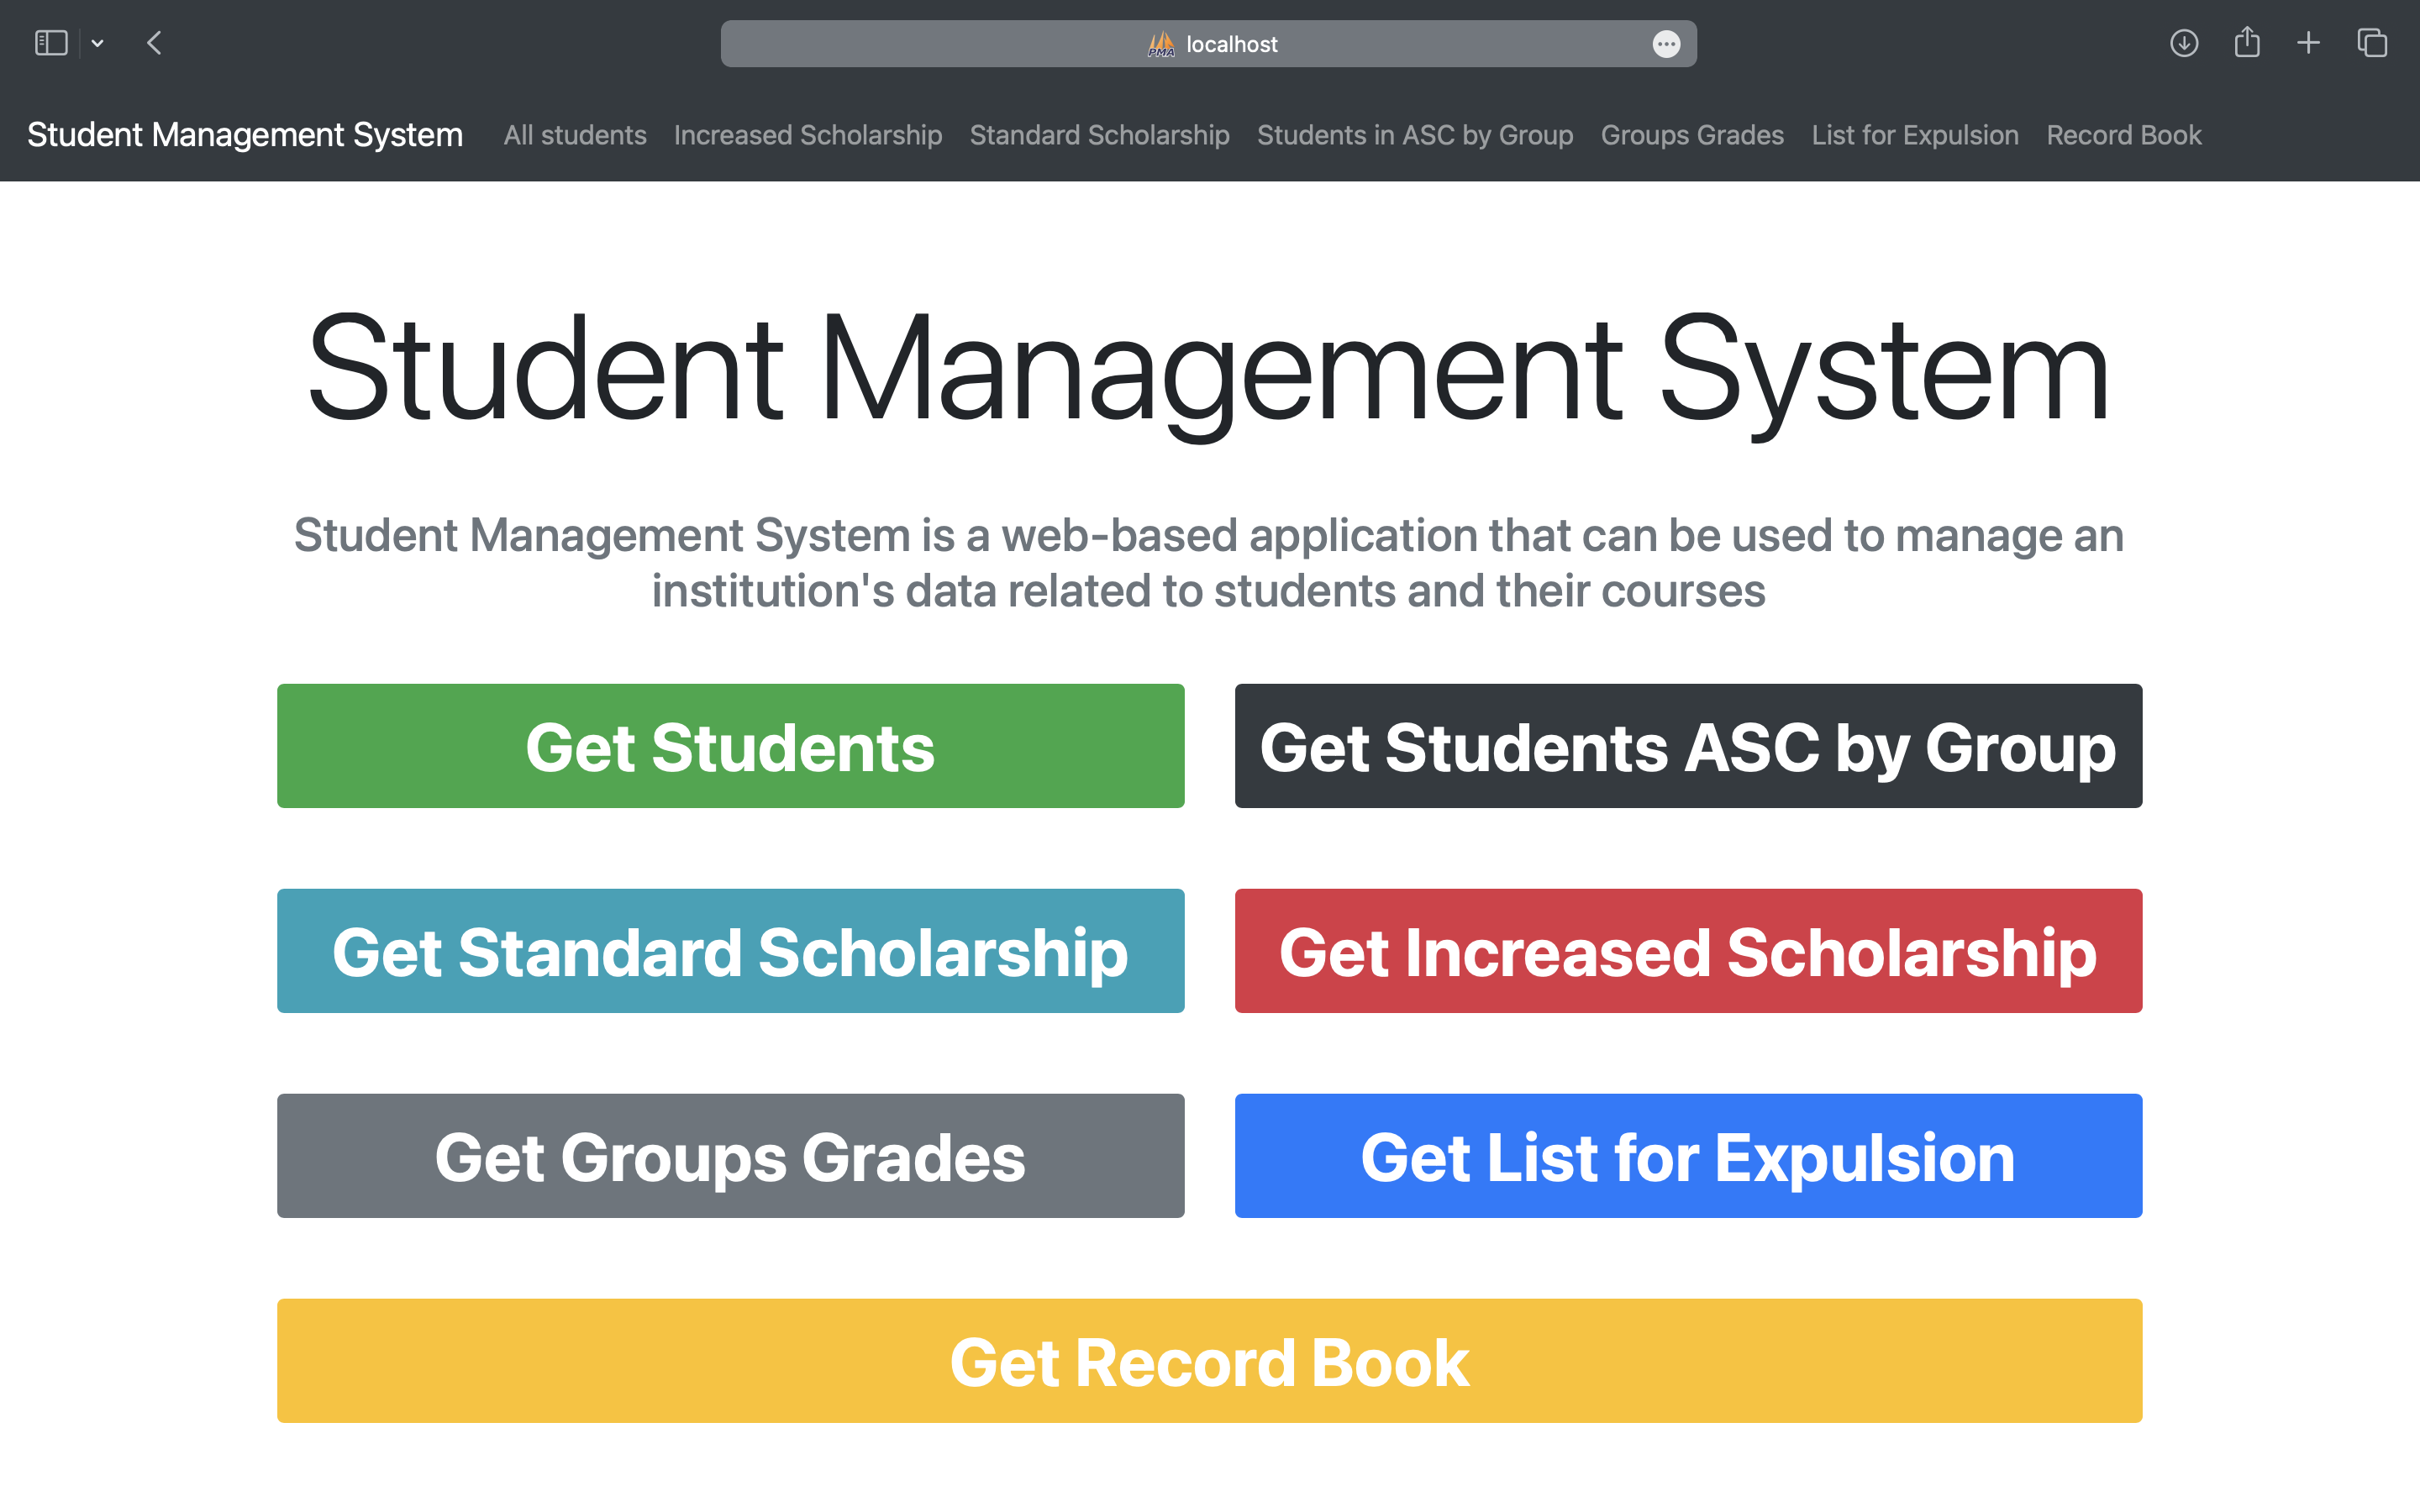 PMA localhost
Student Management System All students Increased Scholarship Standard Scholarship Students in ASC by Group Groups Grades List for Expulsion Record Book
Student Management System
Student Management System is a web-based application that can be used to manage an
institution's data related to students and their courses
Get Students Get Students ASC by Group
Get Standard Scholarship Get Increased Scholarship
Get Groups Grades Get List for Expulsion
Get Record Book